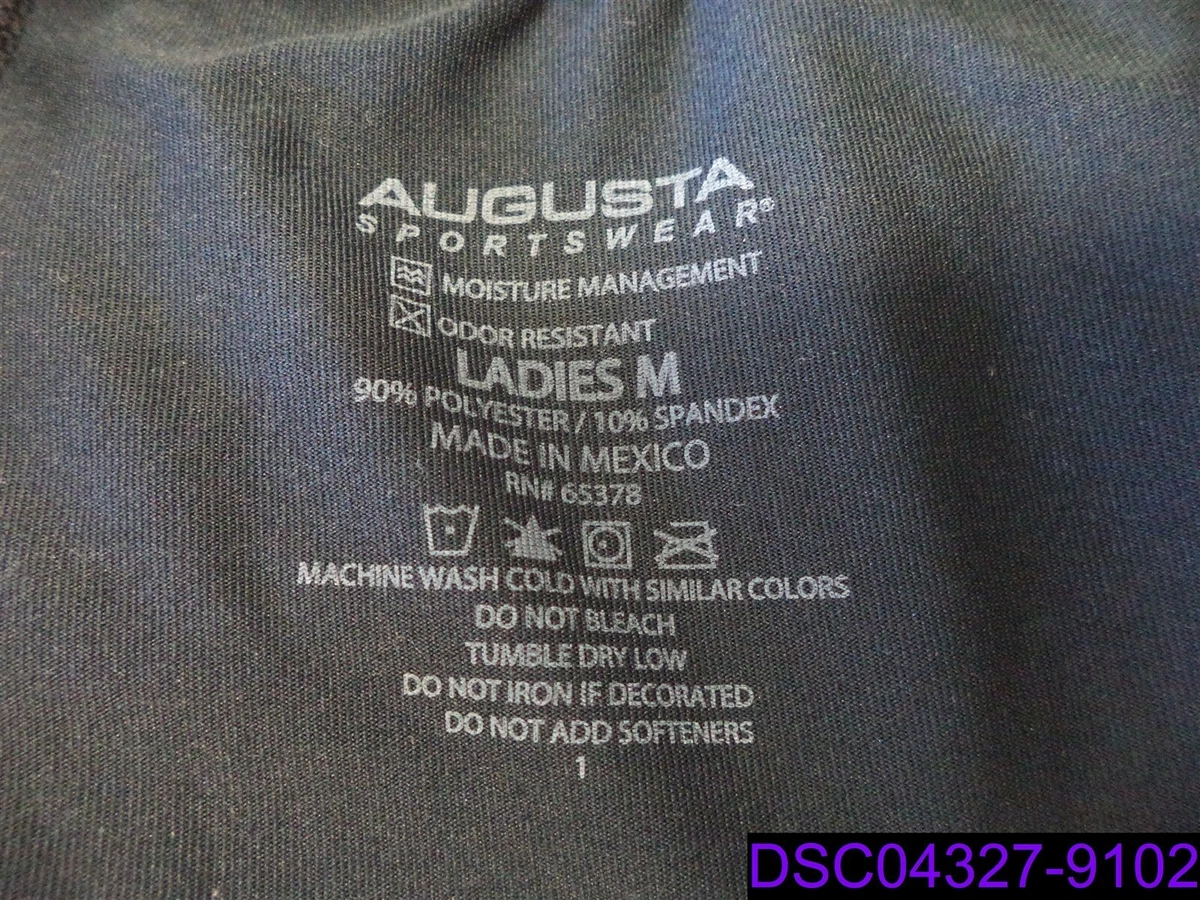 AUGUSTA
SPORTSWEAR®
MOISTURE MANAGEMENT
ODOR RESISTANT
LADIES M
90% POLYESTER / 10% SPANDEX
MADE IN MEXICO
RN# 65378
MACHINE WASH COLD WITH SIMILAR COLORS
DO NOT BLEACH
TUMBLE DRY LOW
DO NOT IRON IF DECORATED
DO NOT ADD SOFTENERS
1
DSC04327-9102